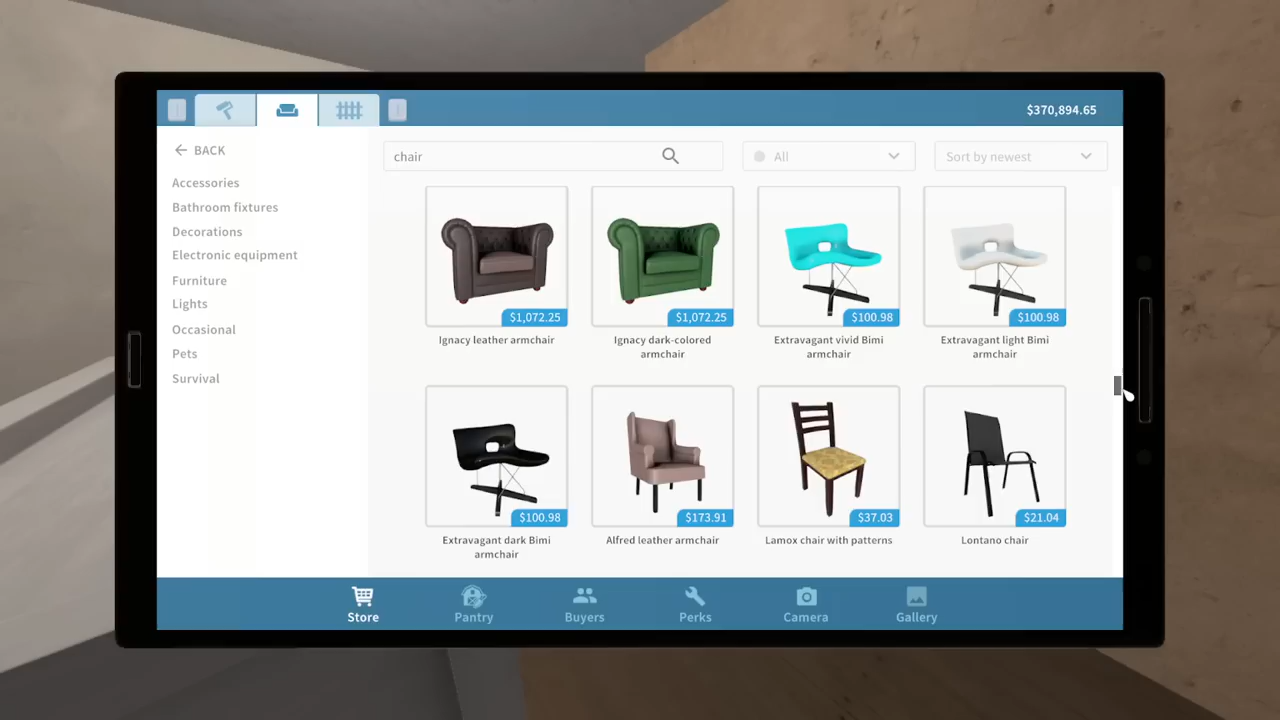 $370,894.65
BACK
chair
All
Sort by newest
Accessories
Bathroom fixtures
Decorations
Electronic equipment
Furniture
Lights
Occasional
Pets
Survival
$1,072.25
$1,072.25
$100.98
$100.98
Ignacy leather armchair
Ignacy dark-colored
armchair
Extravagant vivid Bimi
armchair
Extravagant light Bimi
armchair
$100.98
$173.91
$37.03
$21.04
Extravagant dark Bimi
armchair
Alfred leather armchair
Lamox chair with patterns
Lontano chair
Store
Pantry
Buyers
Perks
Camera
Gallery